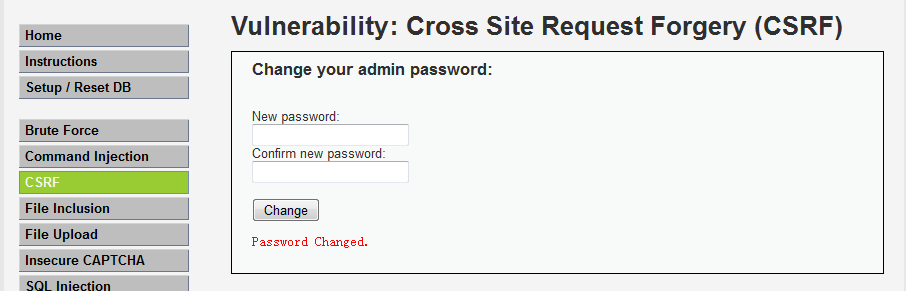 Home
Instructions
Setup / Reset DB
Brute Force
Command Injection
CSRF
File Inclusion
File Upload
Insecure CAPTCHA
SQL Injection
Vulnerability: Cross Site Request Forgery (CSRF)
Change your admin password:
New password:
Confirm new password:
Change
Password Changed.